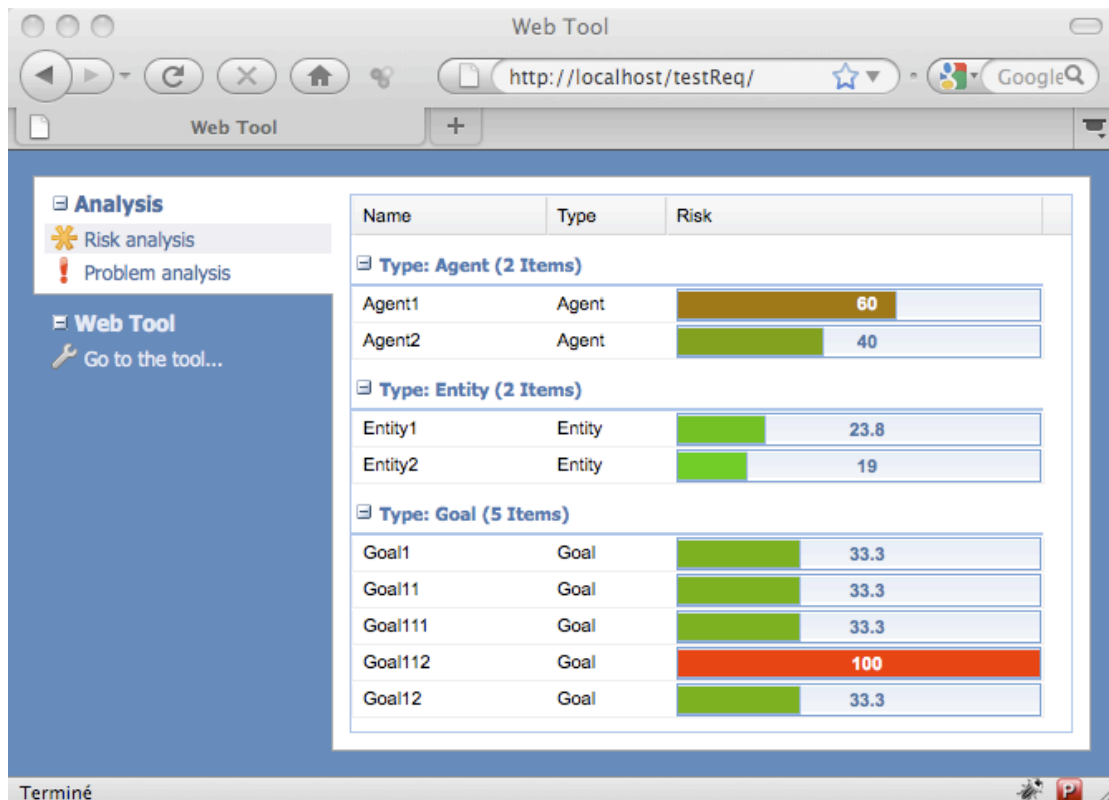 Web Tool
http://localhost/testReq/
Google
Web Tool
+
Analysis
Risk analysis
Problem analysis
Web Tool
Go to the tool...
Name Type Risk
Type: Agent (2 Items)
Agent1 Agent 60
Agent2 Agent 40
Type: Entity (2 Items)
Entity1 Entity 23.8
Entity2 Entity 19
Type: Goal (5 Items)
Goal1 Goal 33.3
Goal11 Goal 33.3
Goal111 Goal 33.3
Goal112 Goal 100
Goal12 Goal 33.3
Terminé
P